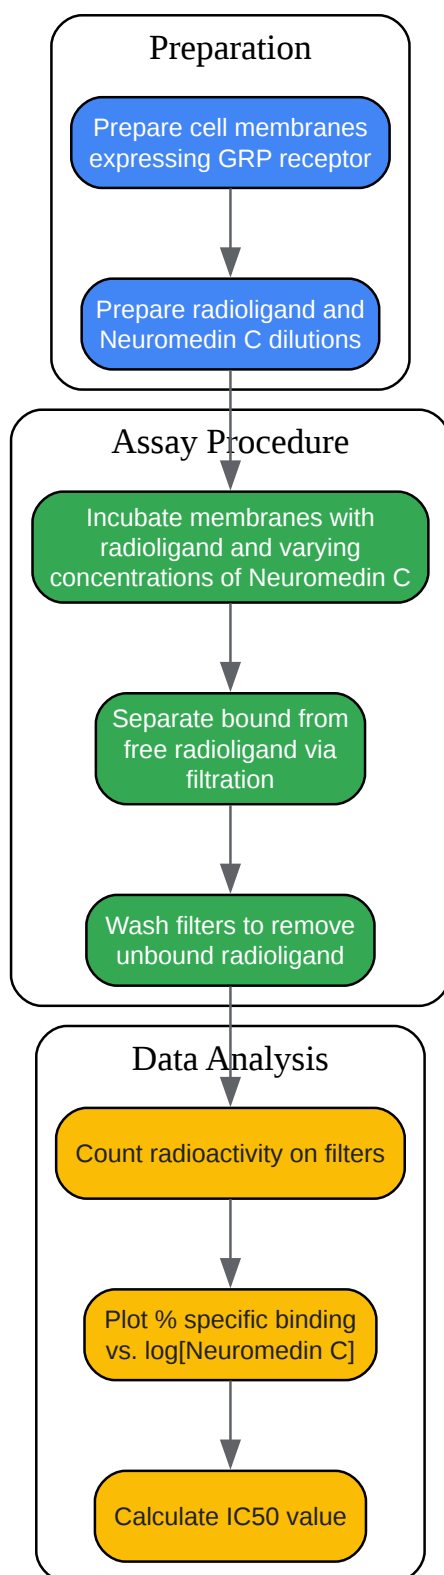 Preparation
Prepare cell membranes
expressing GRP receptor
Prepare radioligand and
Neuromedin C dilutions
Assay Procedure
Incubate membranes with
radioligand and varying
concentrations of Neuromedin C
Separate bound from
free radioligand via
filtration
Wash filters to remove
unbound radioligand
Data Analysis
Count radioactivity on filters
Plot % specific binding
vs. log[Neuromedin C]
Calculate IC50 value